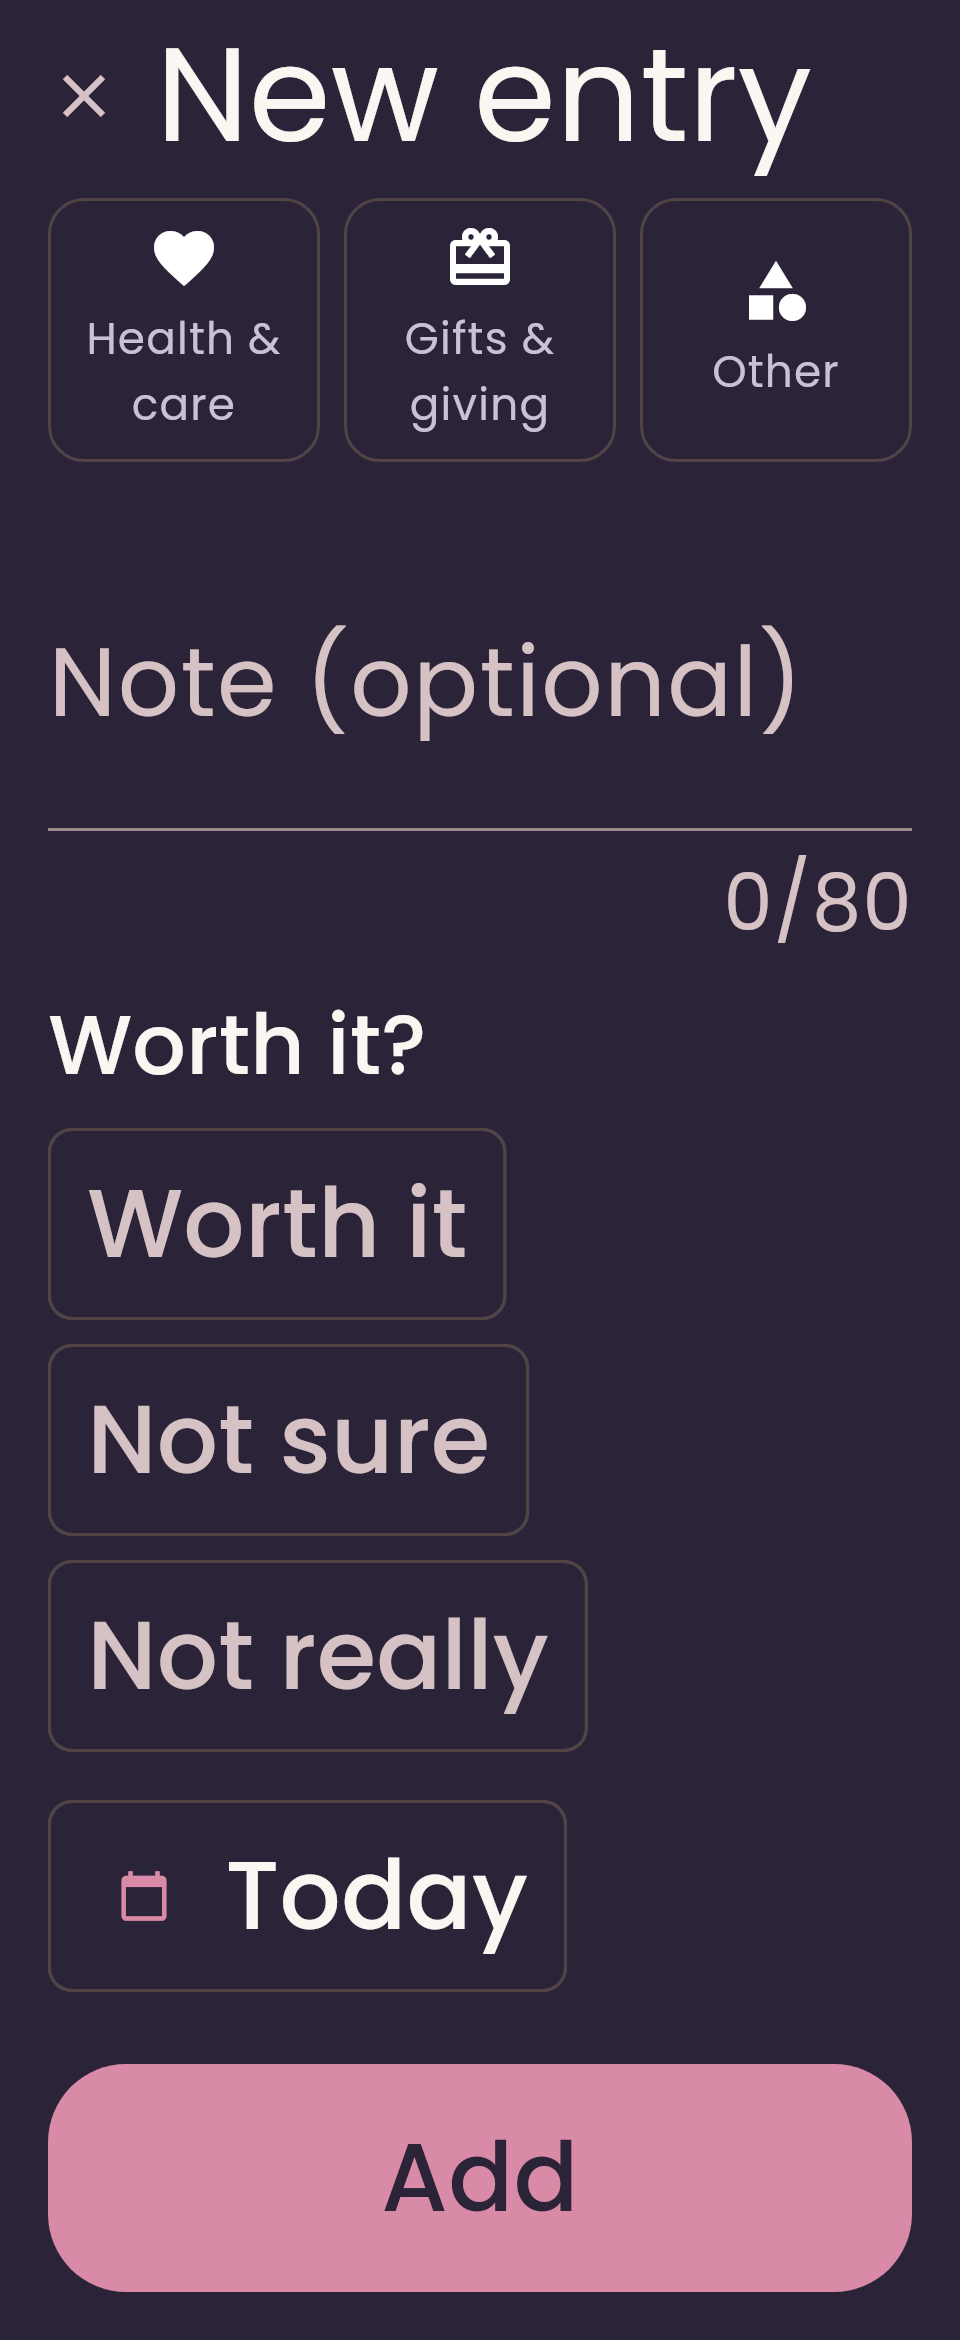 New entry
Health &
care
Gifts &
giving
Other
Note (optional)
0/80
Worth it?
Worth it
Not sure
Not really
Today
Add